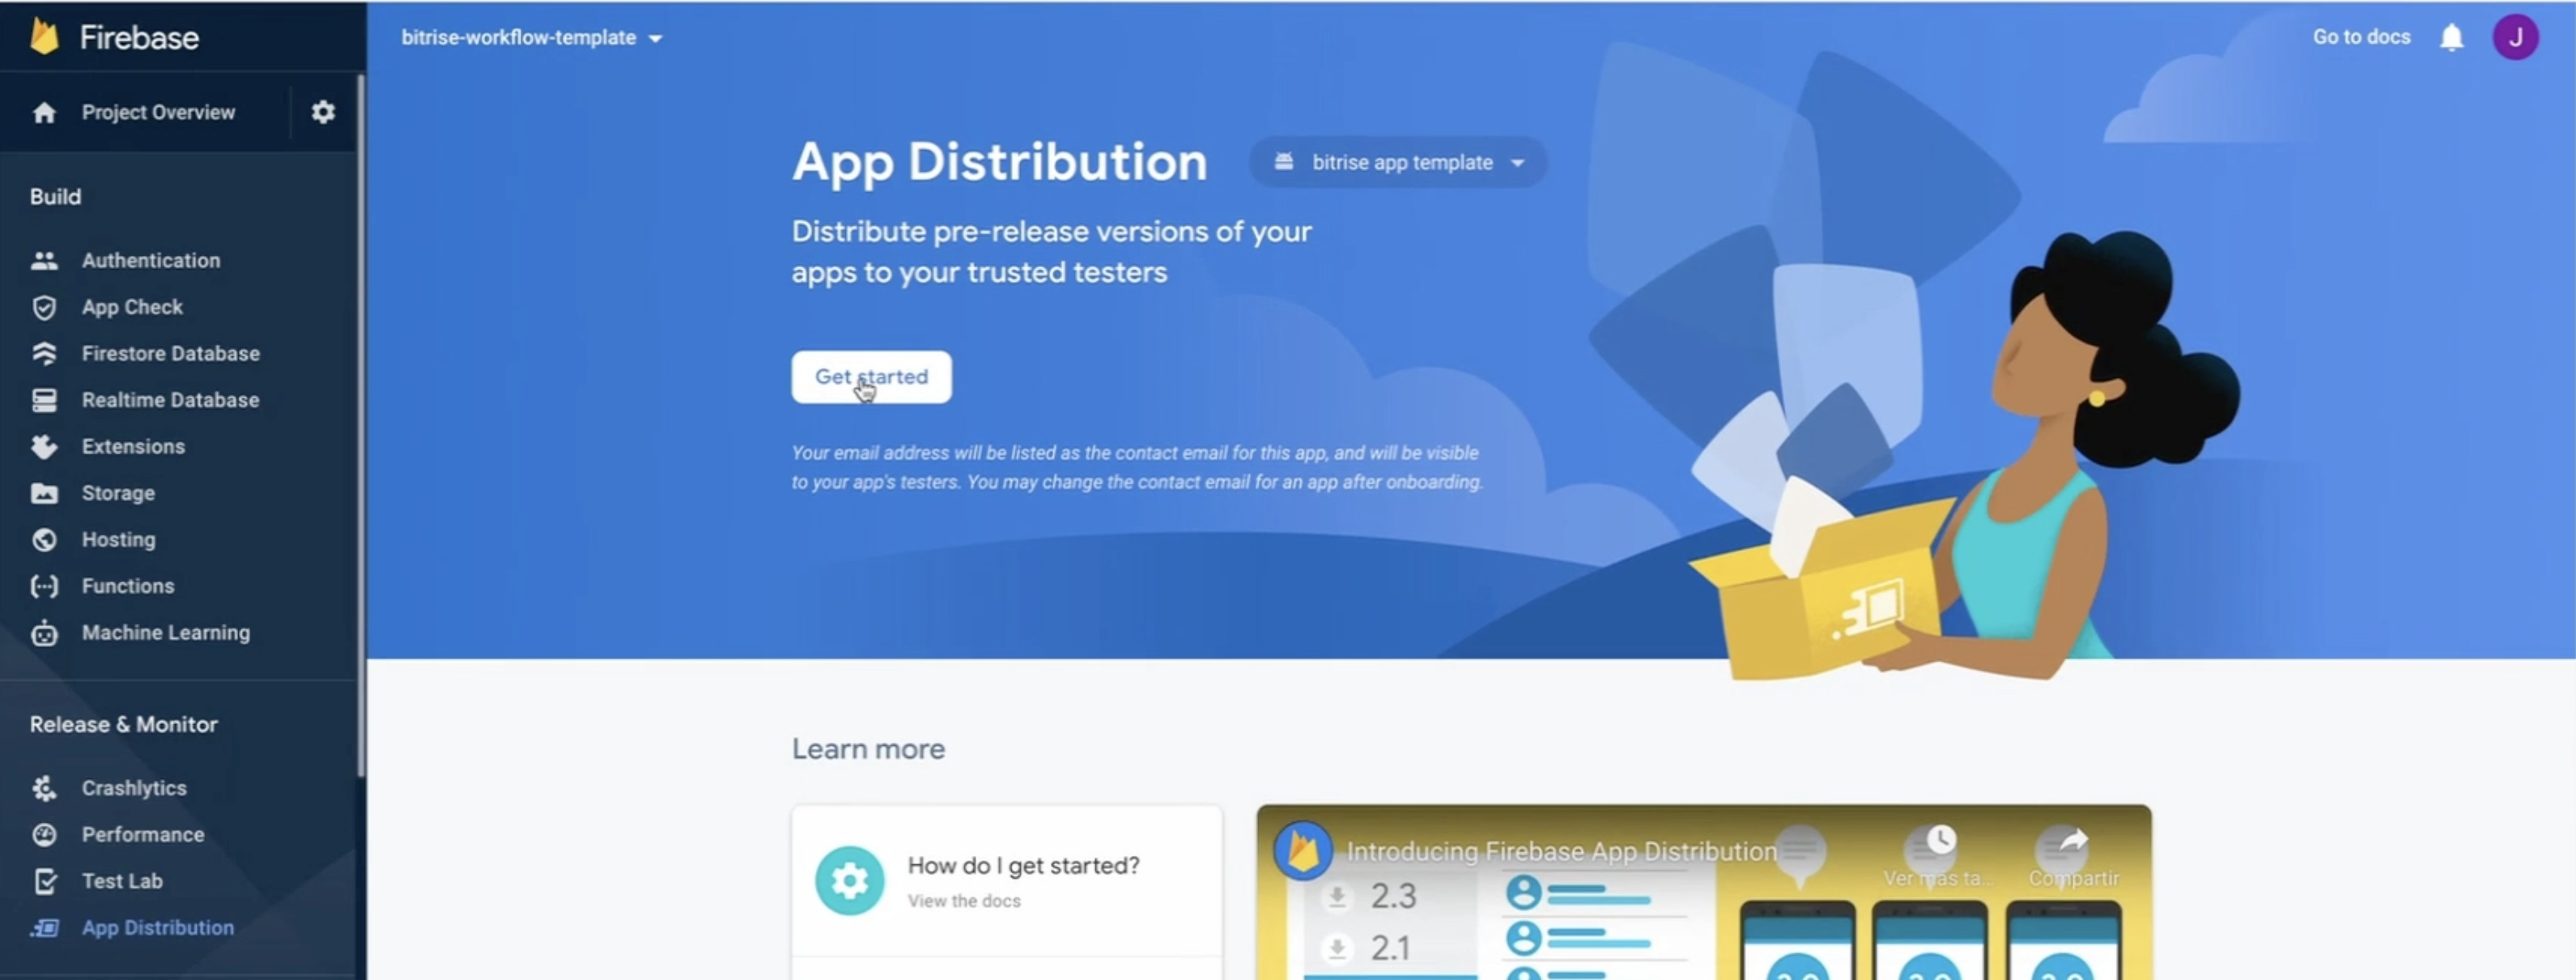 Firebase
bitrise-workflow-template
Go to docs
J
Project Overview
Build
Authentication
App Check
Firestore Database
Realtime Database
Extensions
Storage
Hosting
Functions
Machine Learning
Release & Monitor
Crashlytics
Performance
Test Lab
App Distribution
App Distribution
bitrise app template
Distribute pre-release versions of your
apps to your trusted testers
Get started
Your email address will be listed as the contact email for this app, and will be visible
to your app's testers. You may change the contact email for an app after onboarding.
Learn more
How do I get started?
View the docs
Introducing Firebase App Distribution
Ver más ta...
Compartir
2.3
2.1